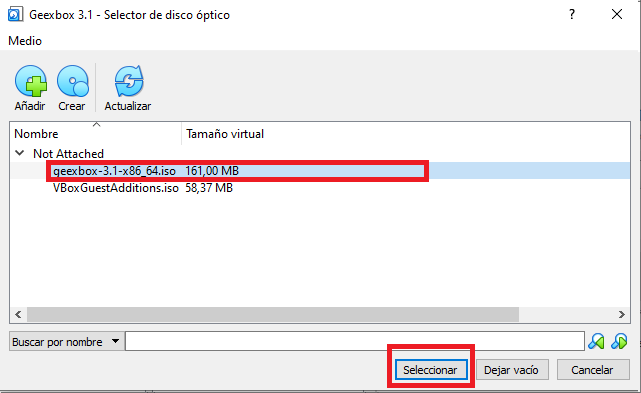 Geexbox 3.1 - Selector de disco óptico
Medio
Añadir Crear Actualizar
Nombre Tamaño virtual
Not Attached
geexbox-3.1-x86_64.iso 161,00 MB
VBoxGuestAdditions.iso 58,37 MB
Buscar por nombre
Seleccionar Dejar vacío Cancelar